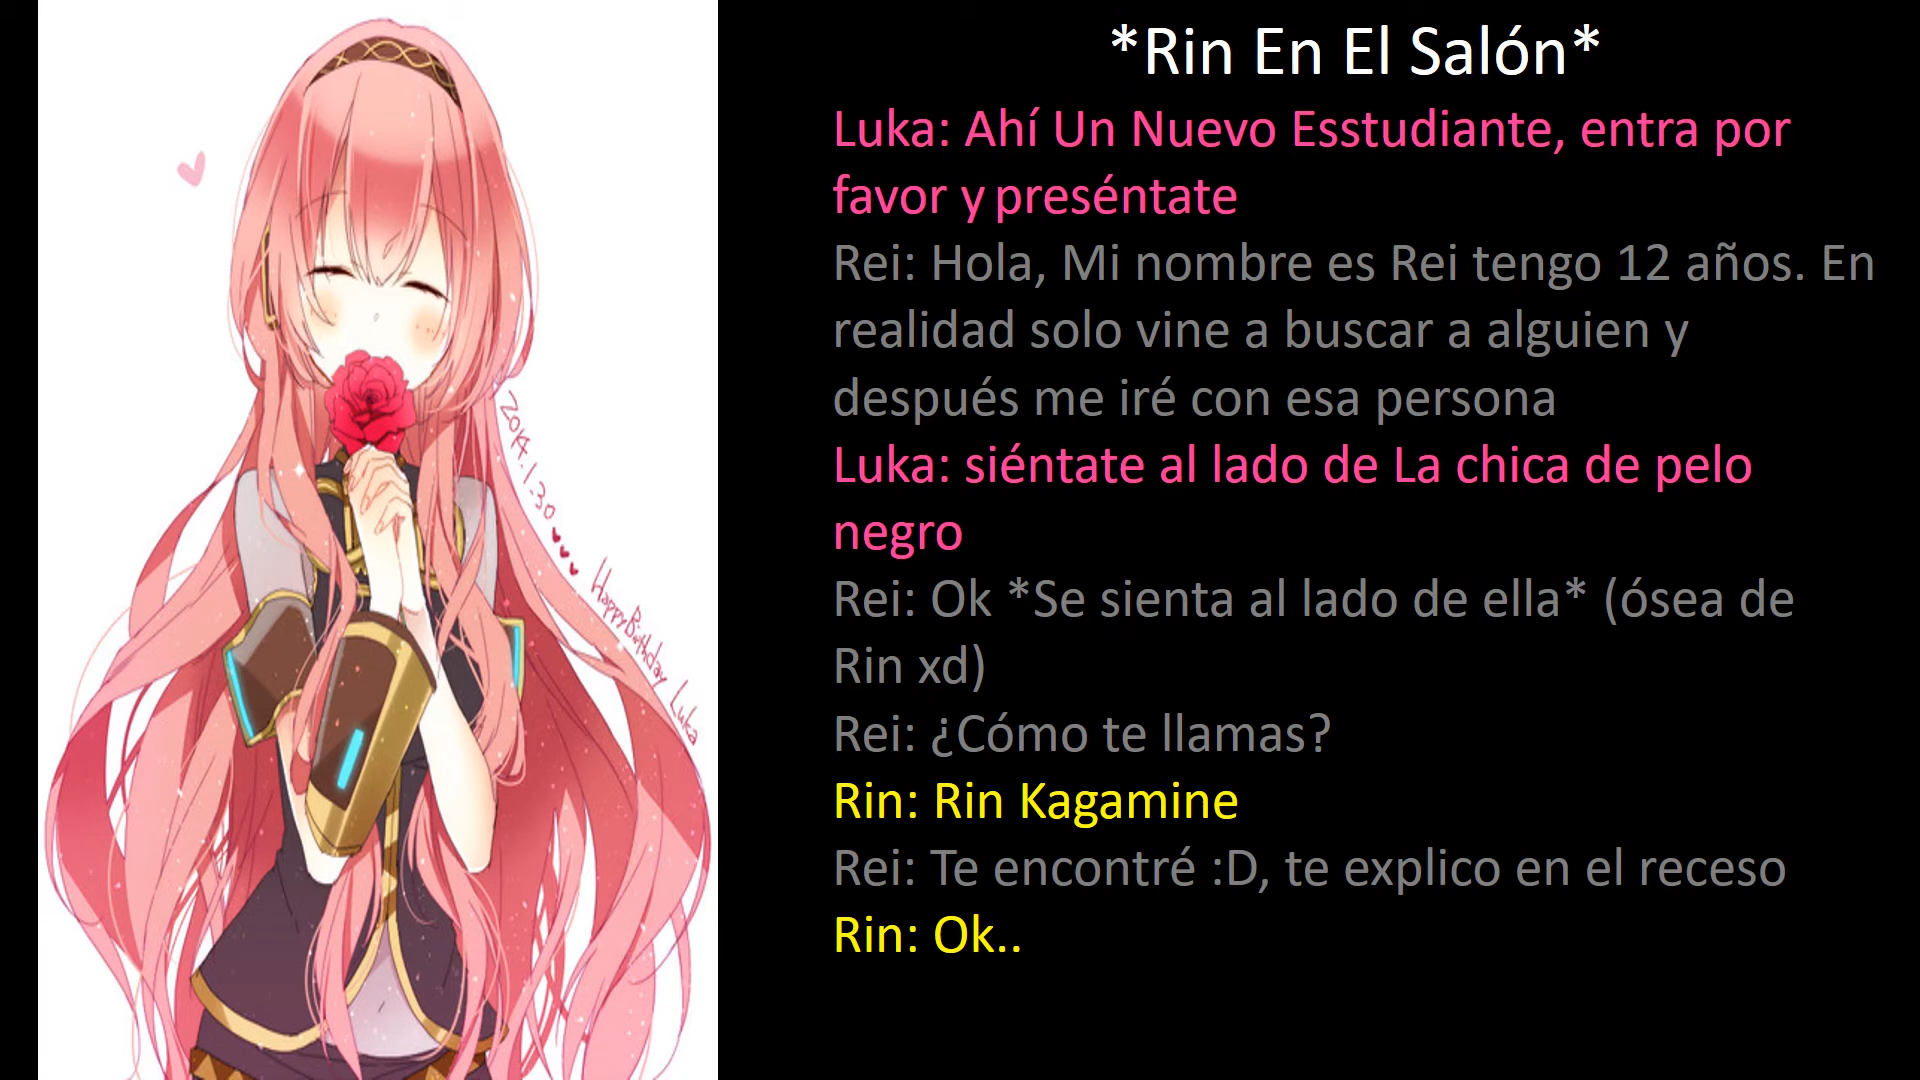 *Rin En El Salón*
Luka: Ahí Un Nuevo Esstudiante, entra por
favor y preséntate
Rei: Hola, Mi nombre es Rei tengo 12 años. En
realidad solo vine a buscar a alguien y
después me iré con esa persona
Luka: siéntate al lado de La chica de pelo
negro
Rei: Ok *Se sienta al lado de ella* (ósea de
Rin xd)
Rei: ¿Cómo te llamas?
Rin: Rin Kagamine
Rei: Te encontré :D, te explico en el receso
Rin: Ok..
2014.1.30
Happy Birthday Luka